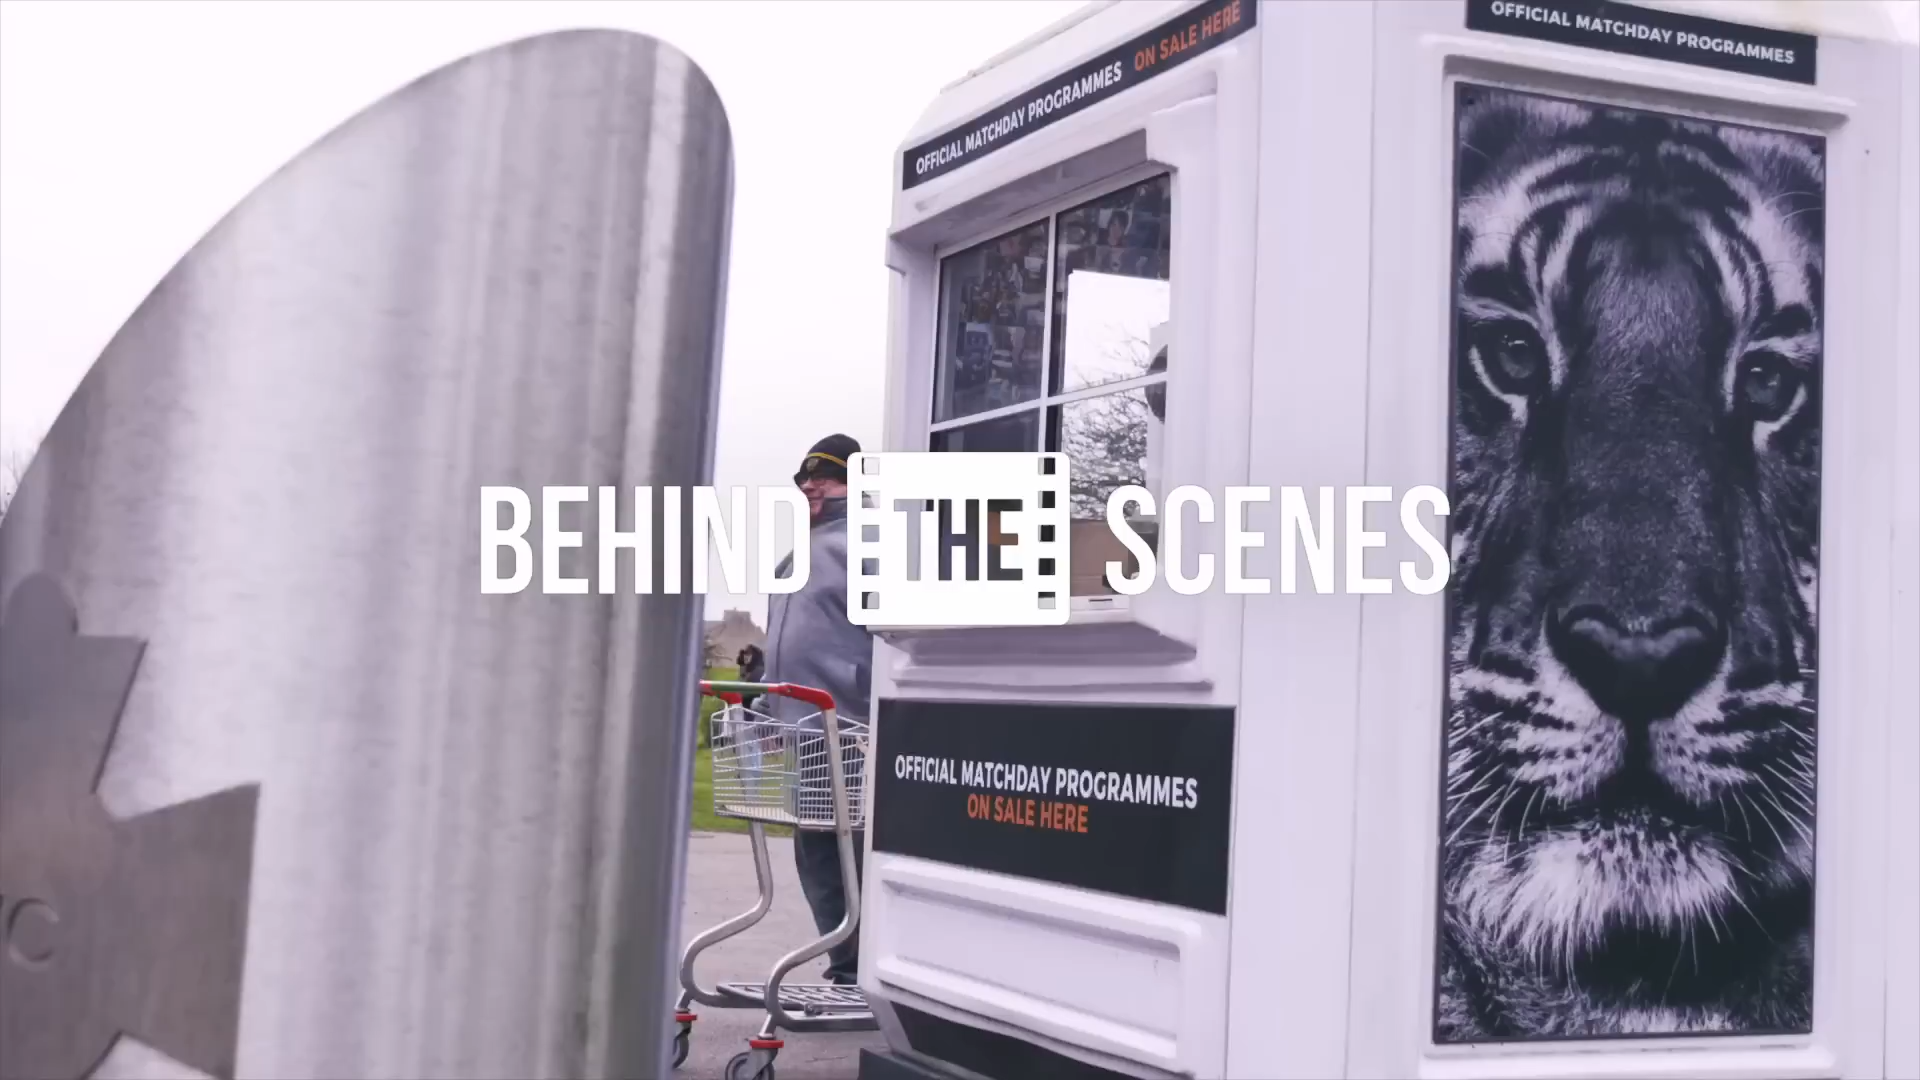 OFFICIAL MATCHDAY PROGRAMMES ON SALE HERE
OFFICIAL MATCHDAY PROGRAMMES
BEHIND THE SCENES
OFFICIAL MATCHDAY PROGRAMMES
ON SALE HERE